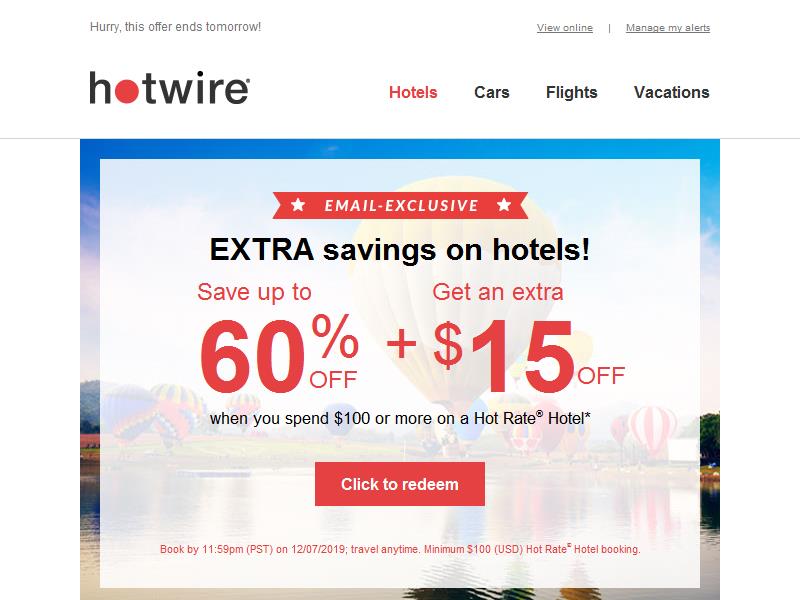 Hurry, this offer ends tomorrow!
View online | Manage my alerts
hotwire®
Hotels Cars Flights Vacations
EMAIL-EXCLUSIVE
EXTRA savings on hotels!
Save up to
60% OFF
+
Get an extra
$15 OFF
when you spend $100 or more on a Hot Rate® Hotel*
Click to redeem
Book by 11:59pm (PST) on 12/07/2019; travel anytime. Minimum $100 (USD) Hot Rate® Hotel booking.